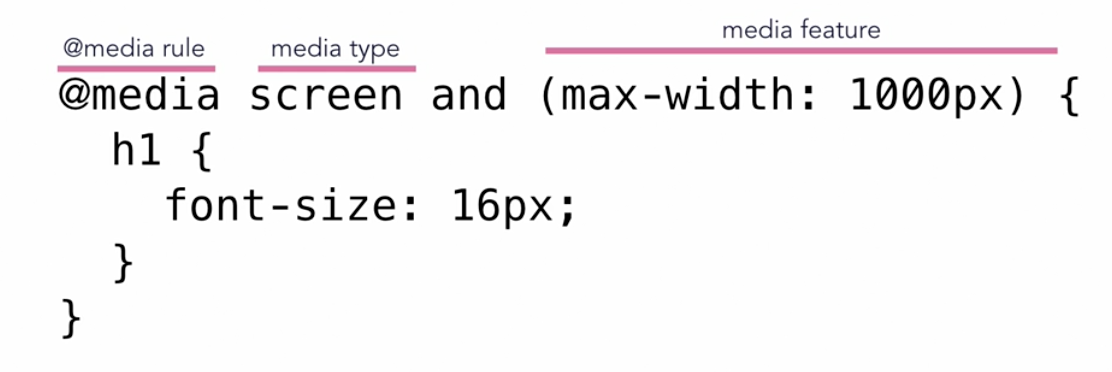 @media rule media type media feature
@media screen and (max-width: 1000px) {
h1 {
font-size: 16px;
}
}